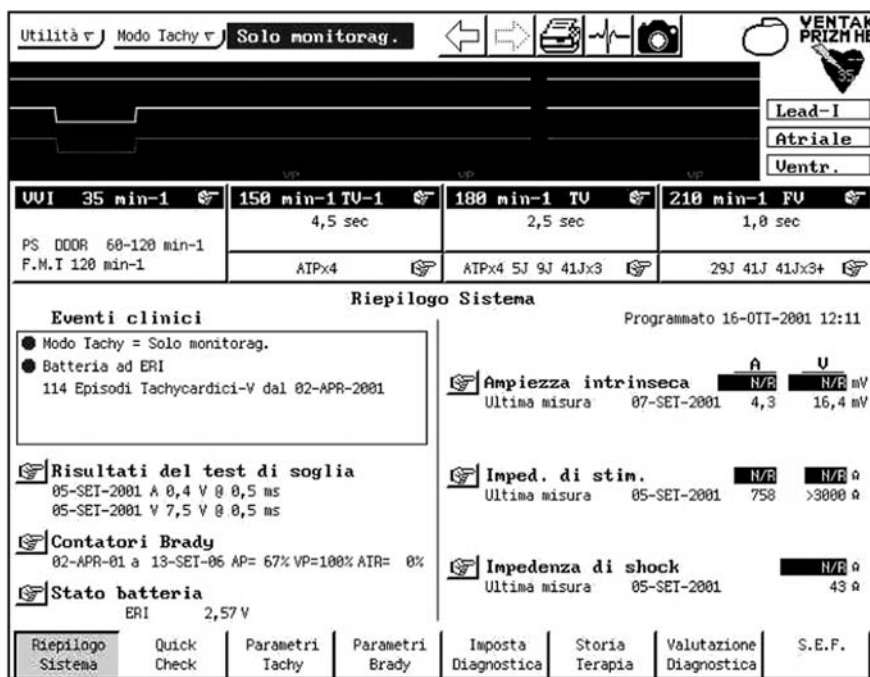 Utilità Modo Tachy Solo monitorag.
VENTAK
PRIZM HE
35
Lead-I
Atriale
Ventr.
VP VP VP
VVI 35 min-1 150 min-1 TV-1 180 min-1 TV 210 min-1 FV
4,5 sec 2,5 sec 1,0 sec
PS DDDR 60-120 min-1
F.M.T 120 min-1 ATPx4 ATPx4 5J 9J 41Jx3 29J 41J 41Jx3+
Riepilogo Sistema
Eventi clinici
Programmato 16-OTT-2001 12:11
Modo Tachy = Solo monitorag.
Batteria ad ERI
114 Episodi Tachycardici-V dal 02-APR-2001
A V
Ampiezza intrinseca N/R N/R mV
Ultima misura 07-SET-2001 4,3 16,4 mV
Risultati del test di soglia
05-SET-2001 A 0,4 V @ 0,5 ms
05-SET-2001 V 7,5 V @ 0,5 ms
Imped. di stim. N/R N/R Ω
Ultima misura 05-SET-2001 758 >3000 Ω
Contatori Brady
02-APR-01 a 13-SET-06 AP= 67% VP=100% ATR= 0%
Impedenza di shock N/R Ω
Ultima misura 05-SET-2001 43 Ω
Stato batteria
ERI 2,57 V
Riepilogo Sistema
Quick Check
Parametri Tachy
Parametri Brady
Imposta Diagnostica
Storia Terapia
Valutazione Diagnostica
S.E.F.